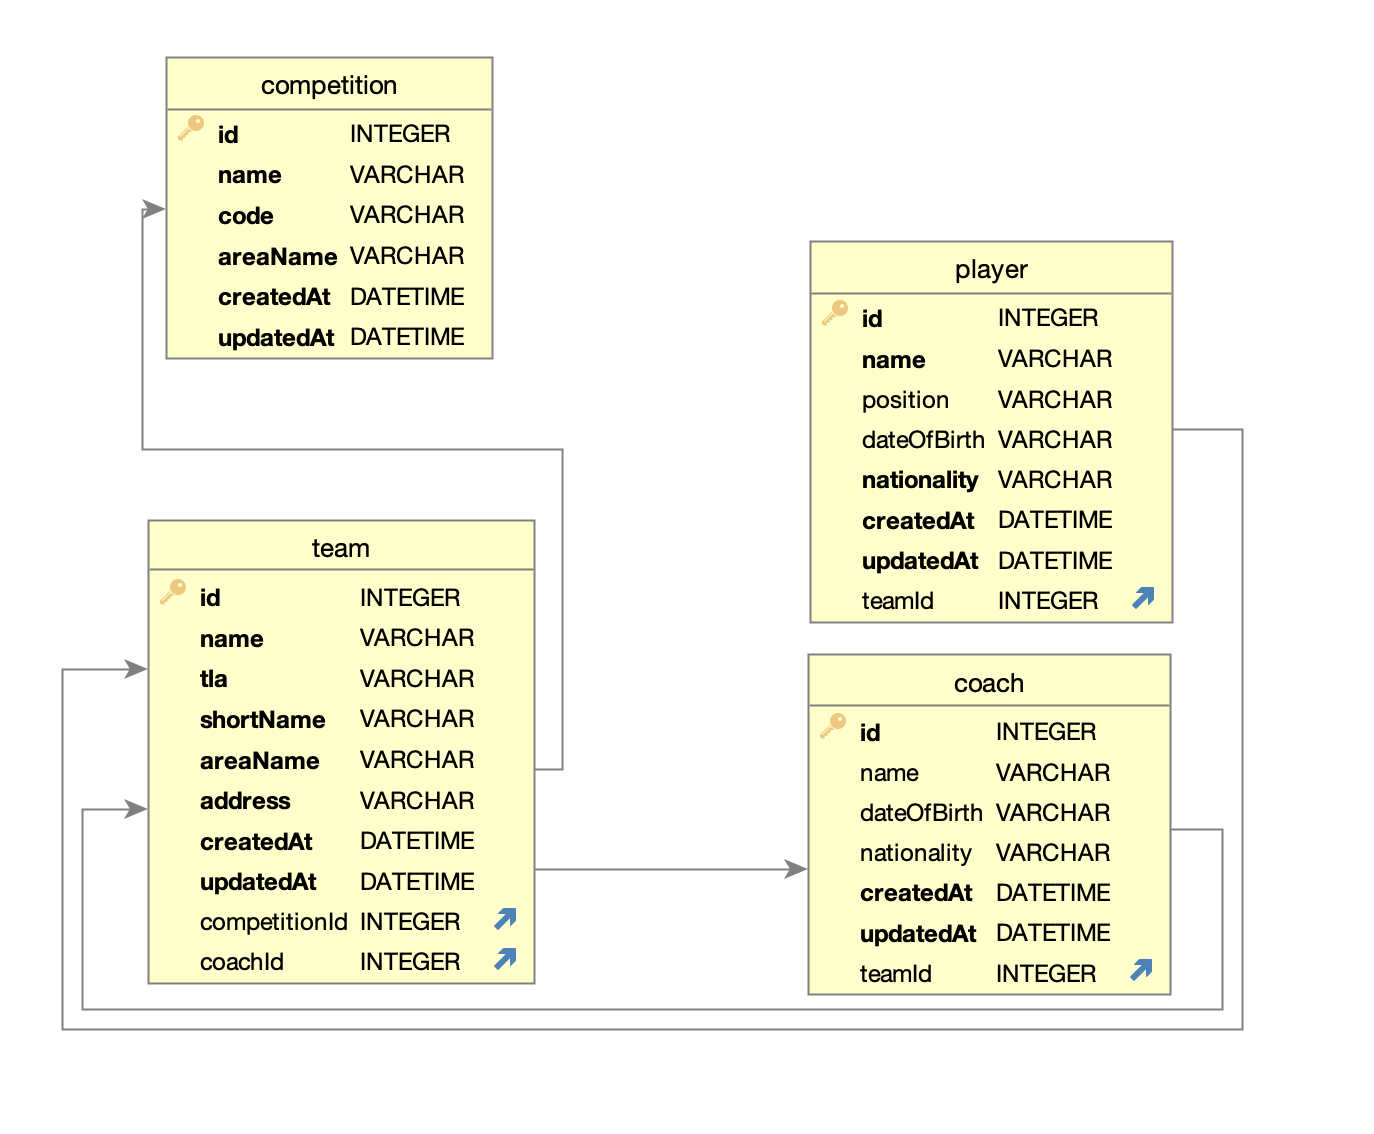 competition
id INTEGER
name VARCHAR
code VARCHAR
areaName VARCHAR
createdAt DATETIME
updatedAt DATETIME
player
id INTEGER
name VARCHAR
position VARCHAR
dateOfBirth VARCHAR
nationality VARCHAR
createdAt DATETIME
updatedAt DATETIME
teamId INTEGER
team
id INTEGER
name VARCHAR
tla VARCHAR
shortName VARCHAR
areaName VARCHAR
address VARCHAR
createdAt DATETIME
updatedAt DATETIME
competitionId INTEGER
coachId INTEGER
coach
id INTEGER
name VARCHAR
dateOfBirth VARCHAR
nationality VARCHAR
createdAt DATETIME
updatedAt DATETIME
teamId INTEGER